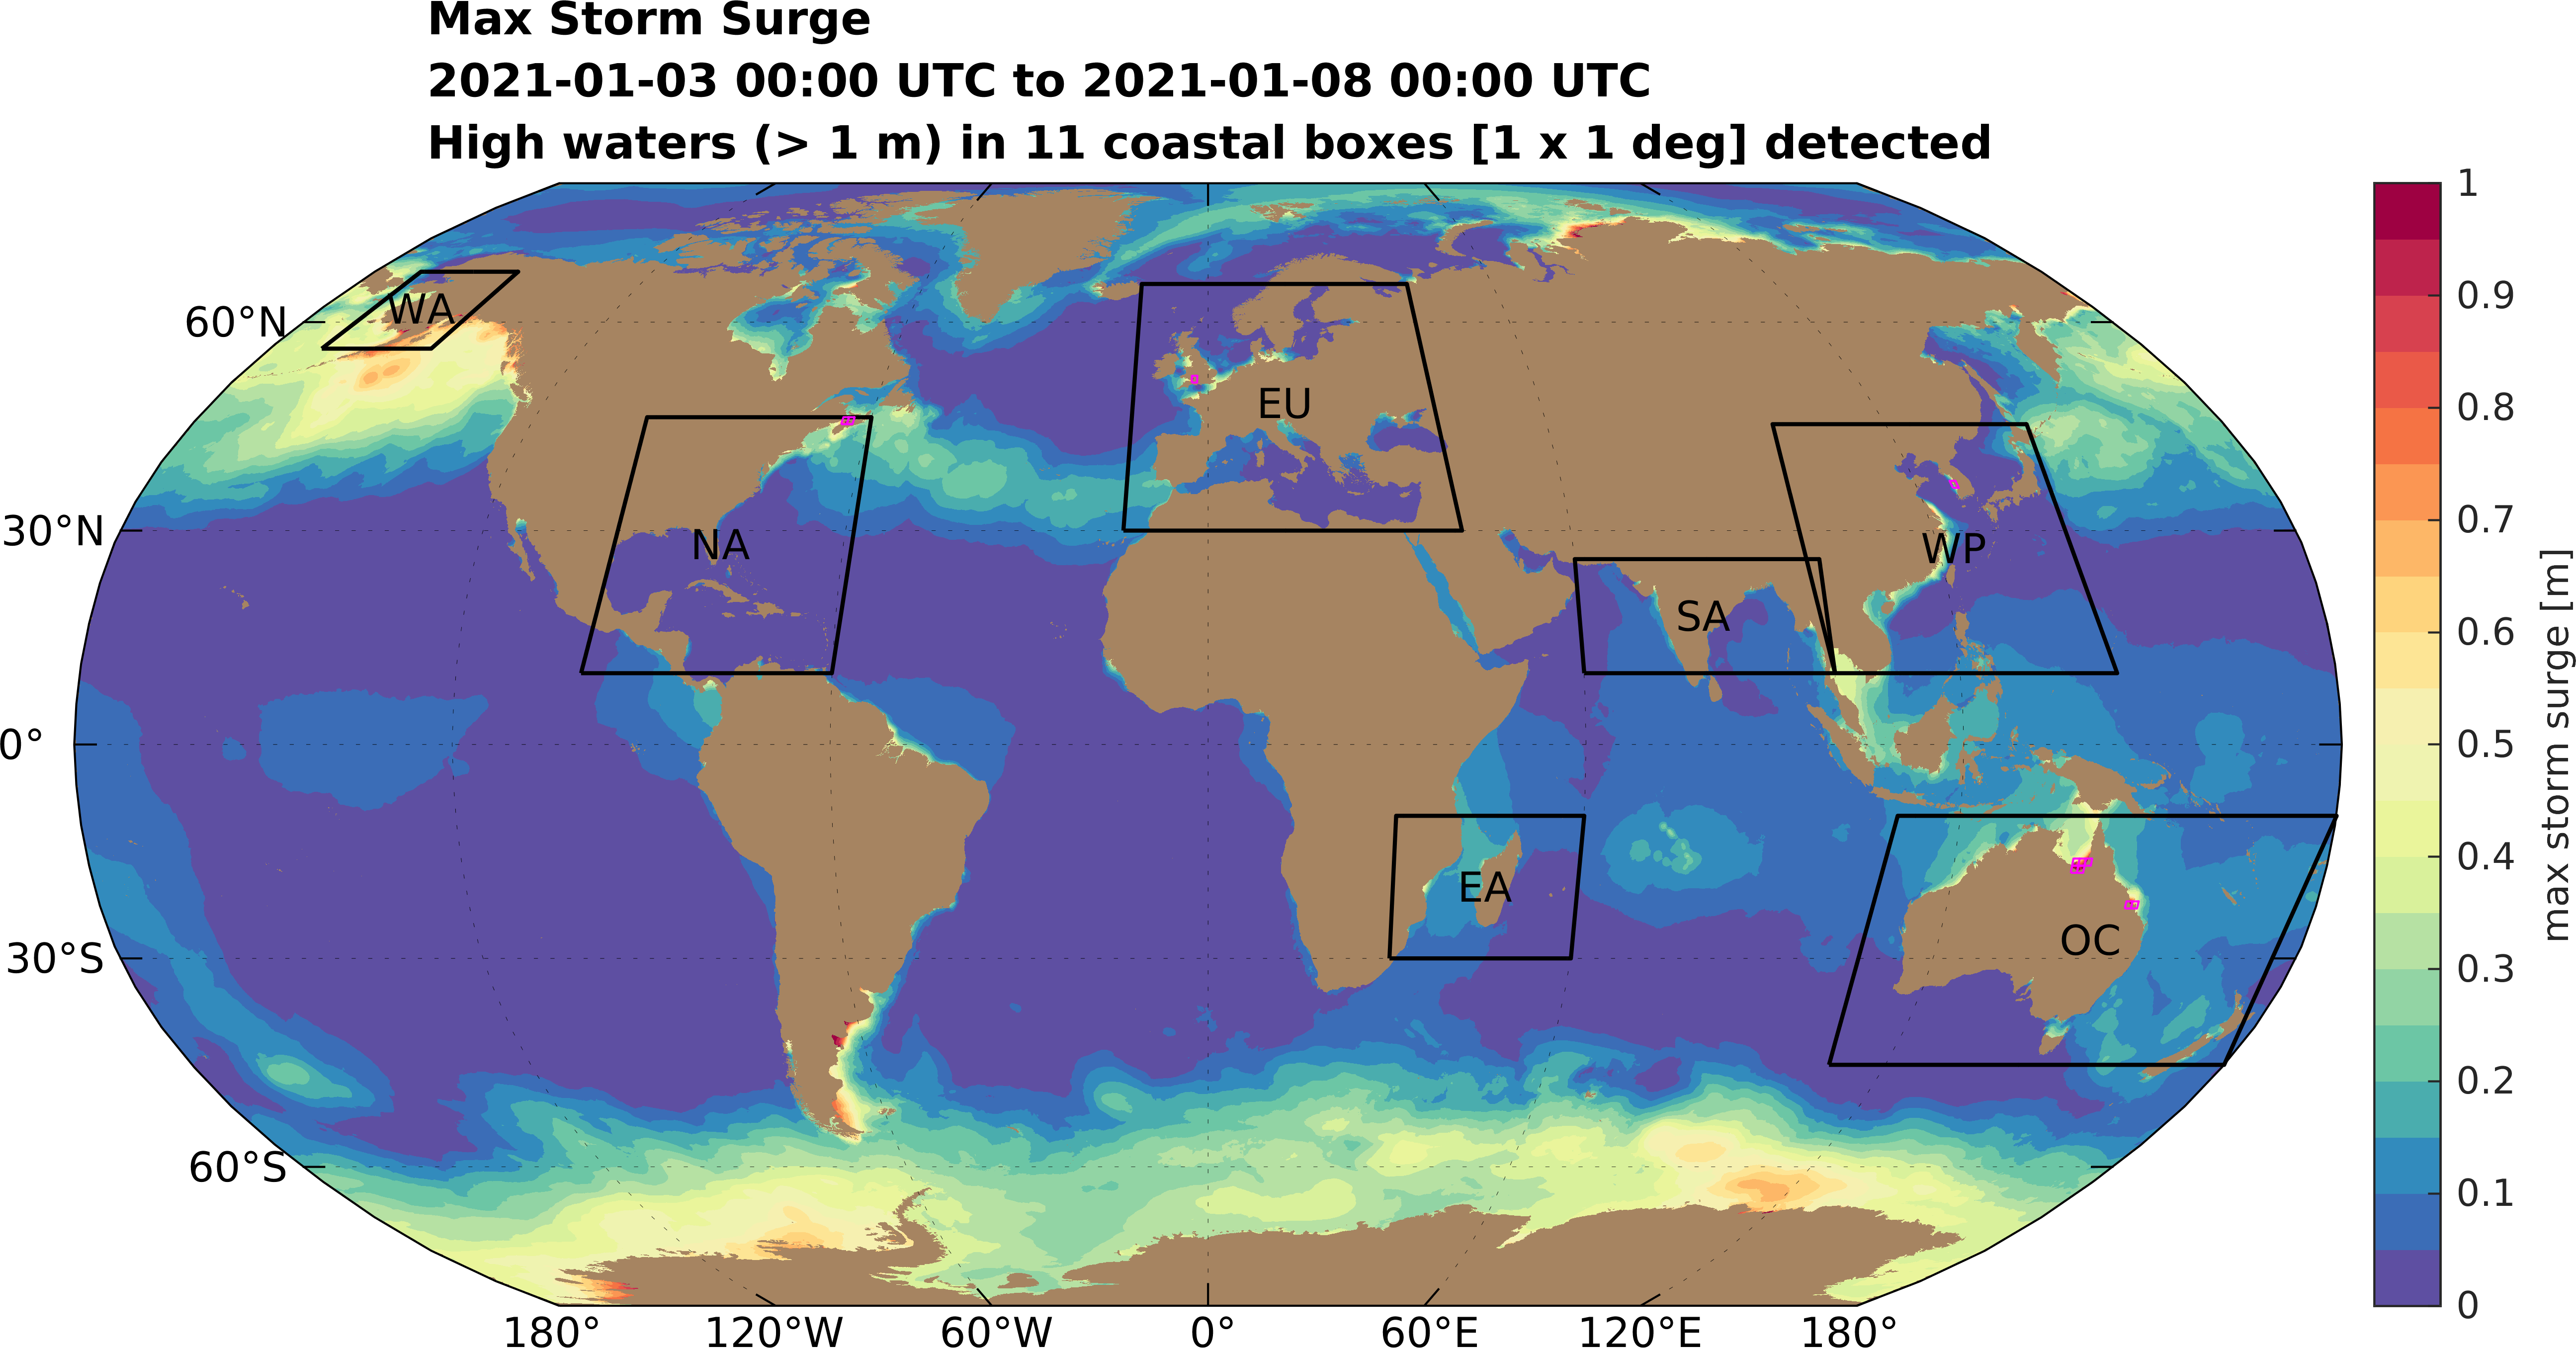 Max Storm Surge
2021-01-03 00:00 UTC to 2021-01-08 00:00 UTC
High waters (> 1 m) in 11 coastal boxes [1 x 1 deg] detected
WA
EU
NA
WP
SA
EA
OC
60°N
30°N
0°
30°S
60°S
180° 120°W 60°W 0° 60°E 120°E 180°
1
0.9
0.8
0.7
0.6
0.5
0.4
0.3
0.2
0.1
0
max storm surge [m]